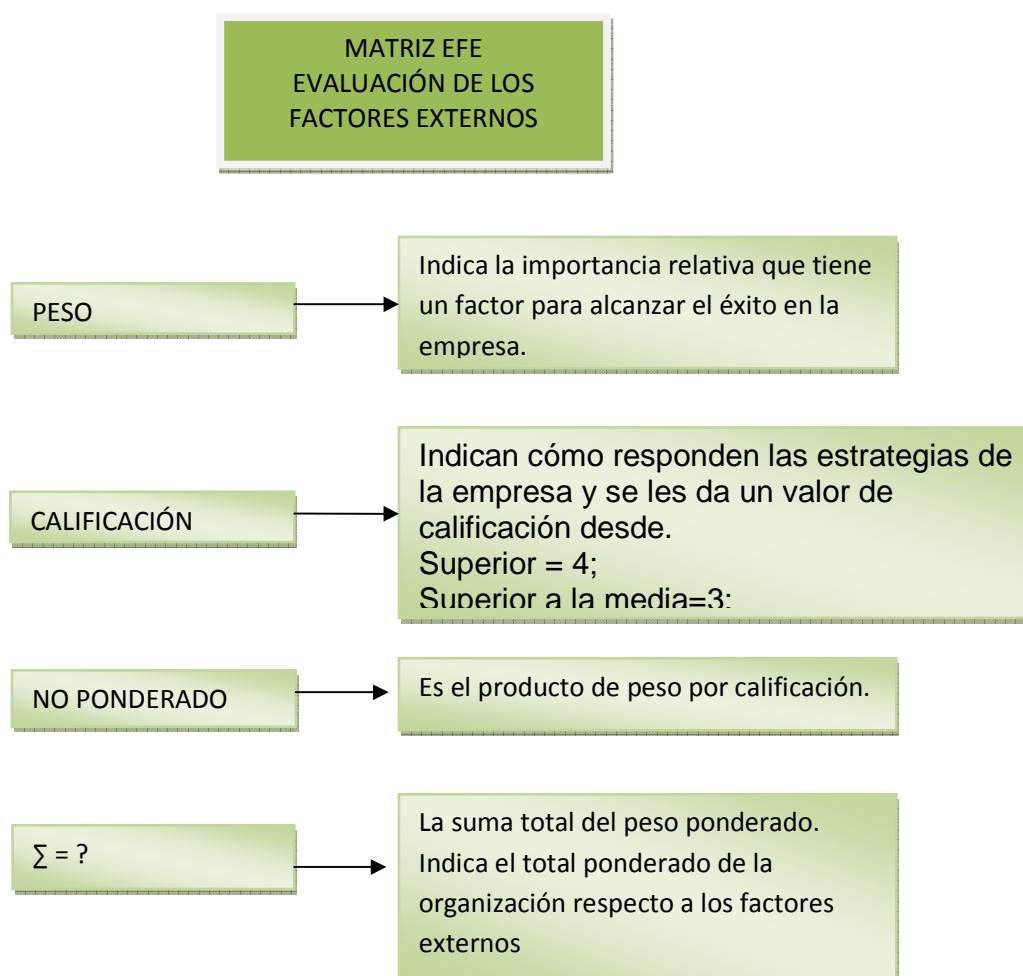 MATRIZ EFE
EVALUACIÓN DE LOS
FACTORES EXTERNOS
PESO
Indica la importancia relativa que tiene
un factor para alcanzar el éxito en la
empresa.
CALIFICACIÓN
Indican cómo responden las estrategias de
la empresa y se les da un valor de
calificación desde.
Superior = 4;
Superior a la media=3;
NO PONDERADO
Es el producto de peso por calificación.
∑ = ?
La suma total del peso ponderado.
Indica el total ponderado de la
organización respecto a los factores
externos